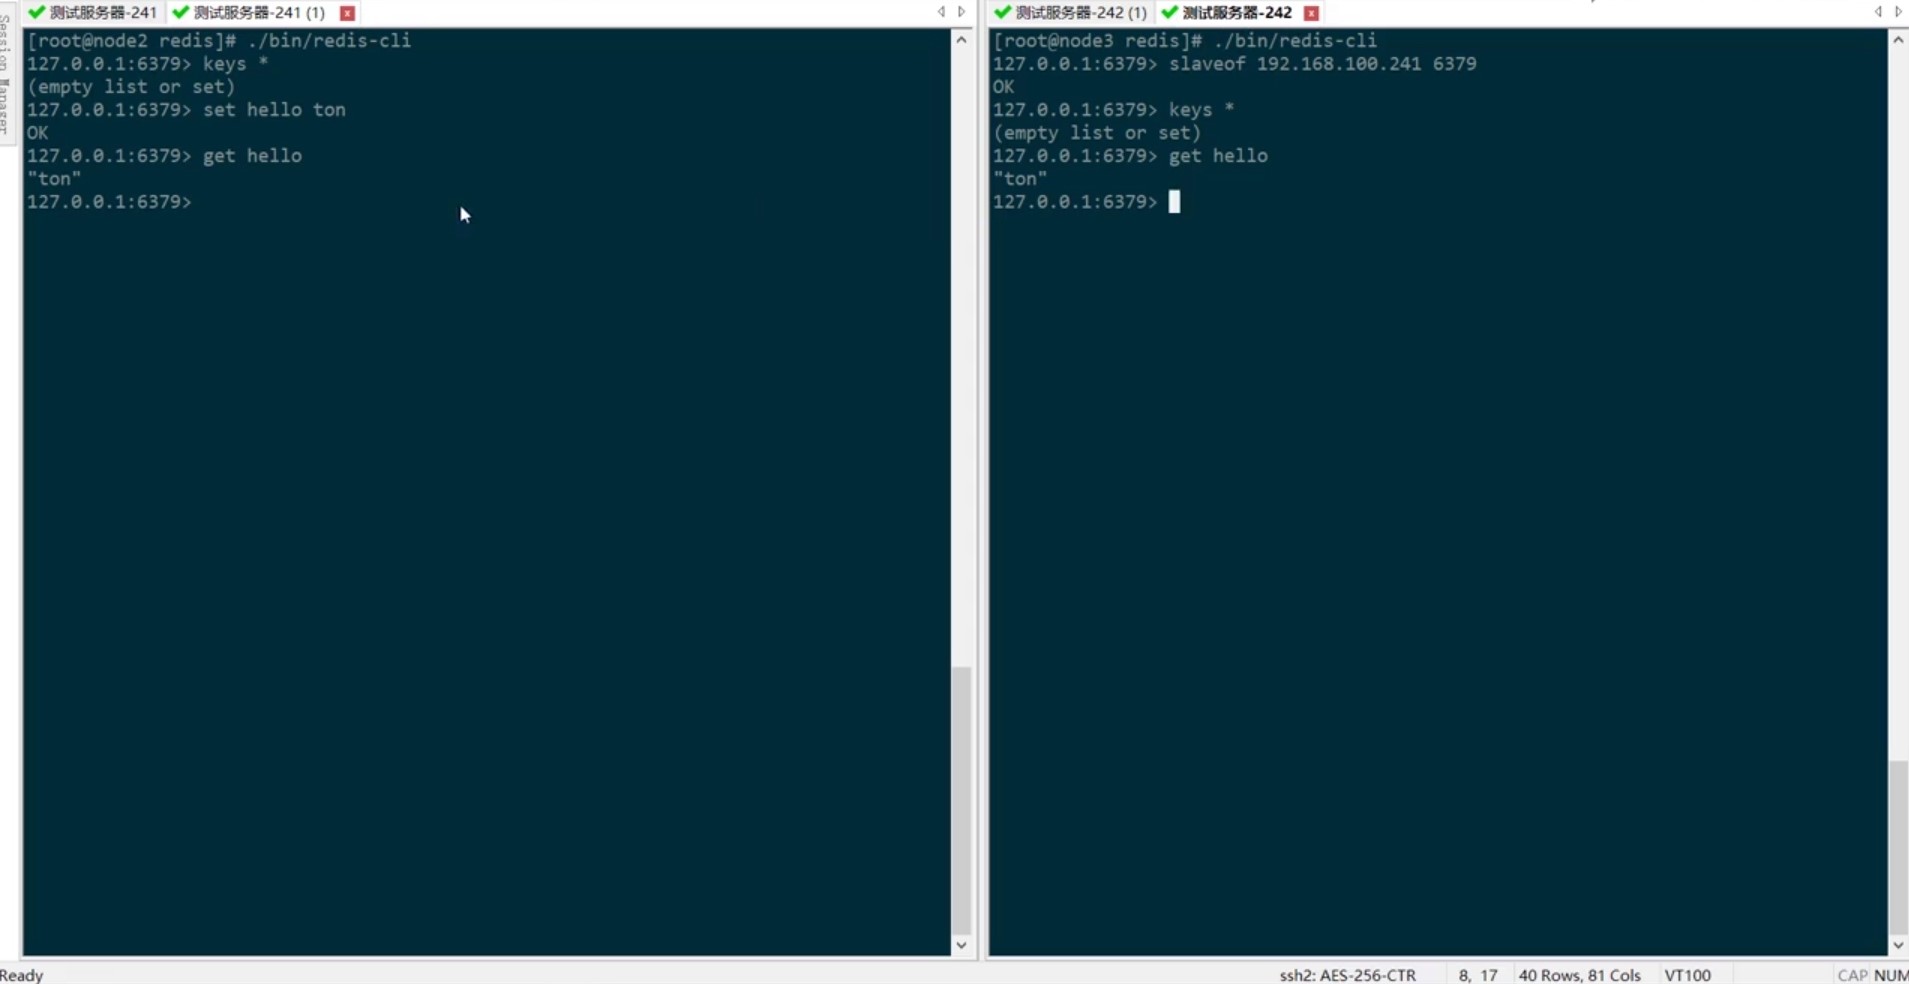 测试服务器-241 测试服务器-241 (1)
Session Manager
[root@node2 redis]# ./bin/redis-cli
127.0.0.1:6379> keys *
(empty list or set)
127.0.0.1:6379> set hello ton
OK
127.0.0.1:6379> get hello
"ton"
127.0.0.1:6379>
测试服务器-242 (1) 测试服务器-242
[root@node3 redis]# ./bin/redis-cli
127.0.0.1:6379> slaveof 192.168.100.241 6379
OK
127.0.0.1:6379> keys *
(empty list or set)
127.0.0.1:6379> get hello
"ton"
127.0.0.1:6379>
Ready ssh2: AES-256-CTR 8, 17 40 Rows, 81 Cols VT100 CAP NUM